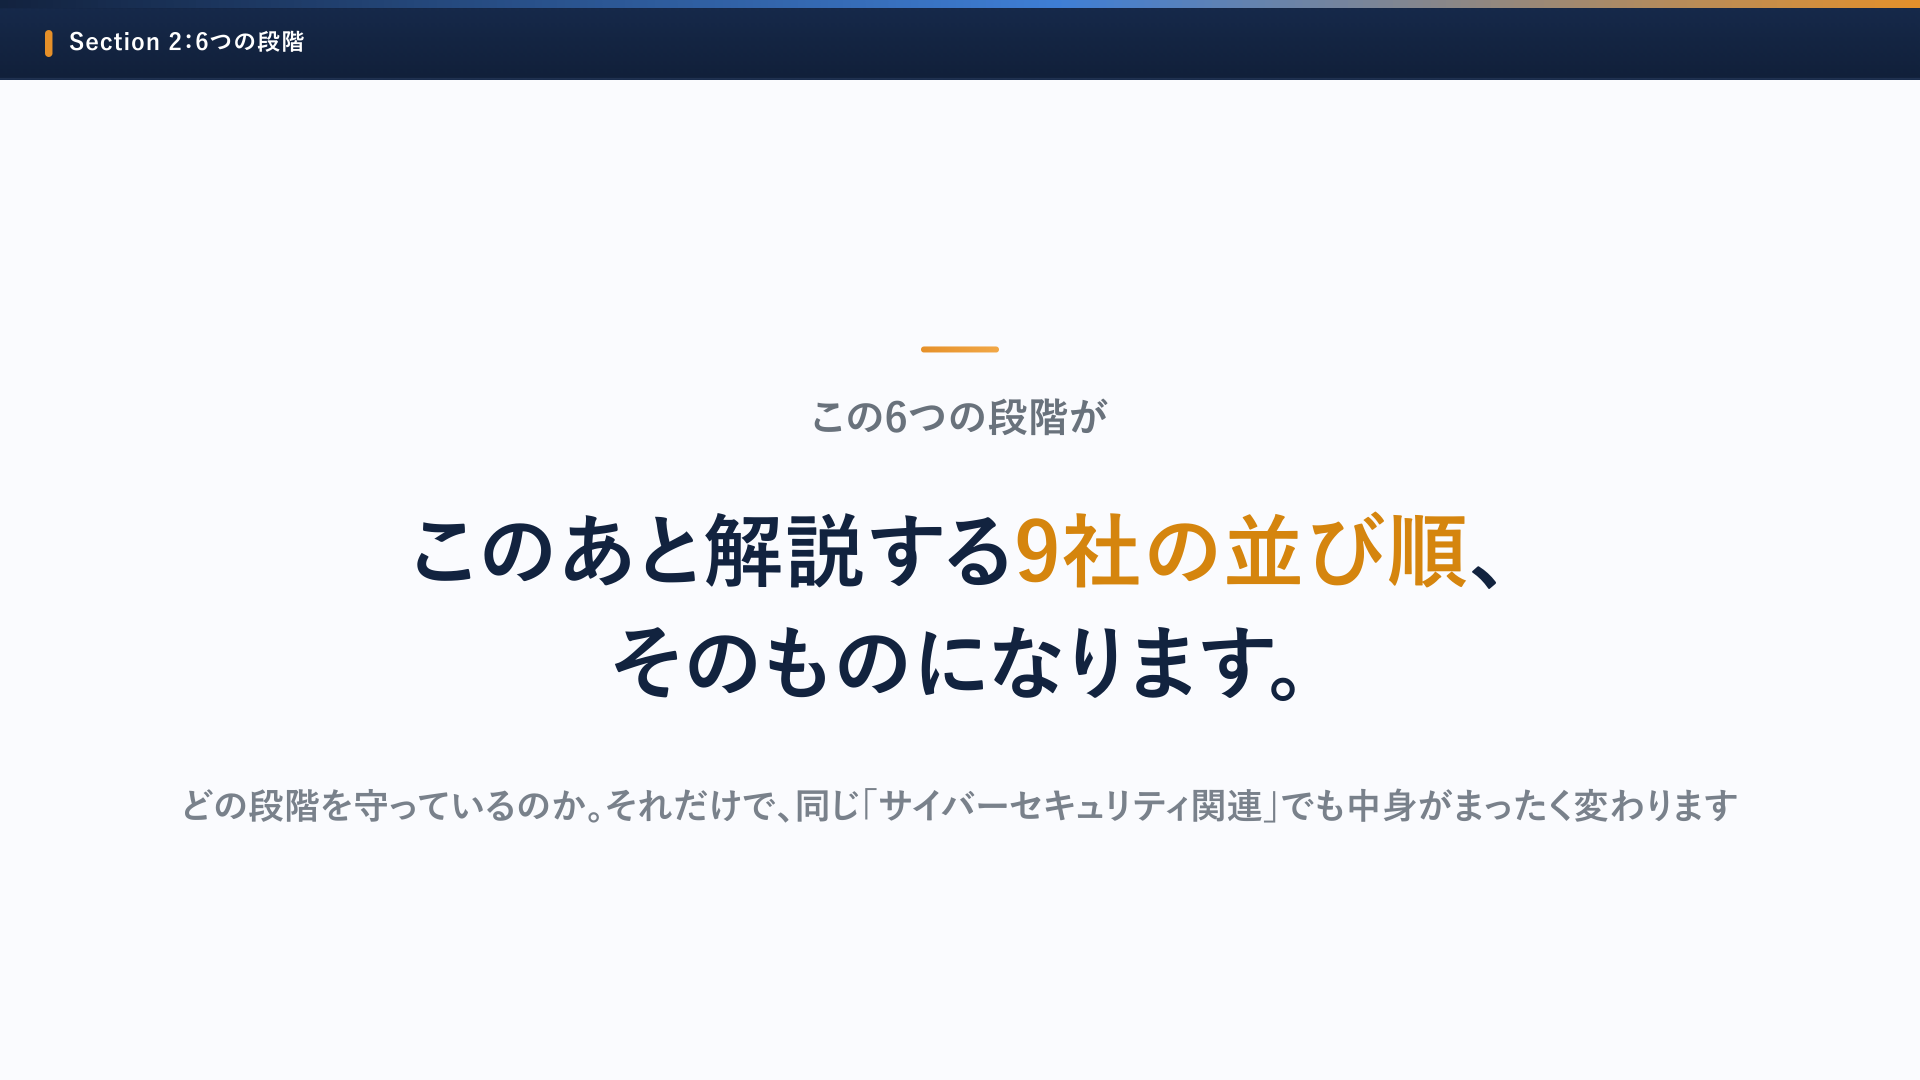 Section 2：6つの段階
この6つの段階が
このあと解説する9社の並び順、
そのものになります。
どの段階を守っているのか。それだけで、同じ「サイバーセキュリティ関連」でも中身がまったく変わります